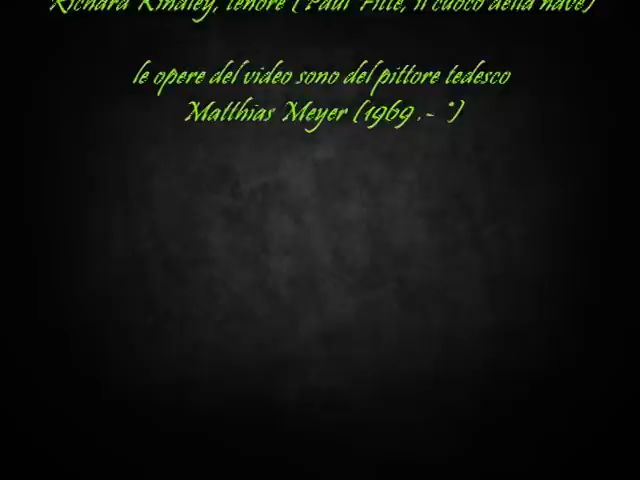 Richard Kindley, tenore ( Paul Fitte, il cuoco della nave)
le opere del video sono del pittore tedesco
Matthias Meyer (1969 .- *)